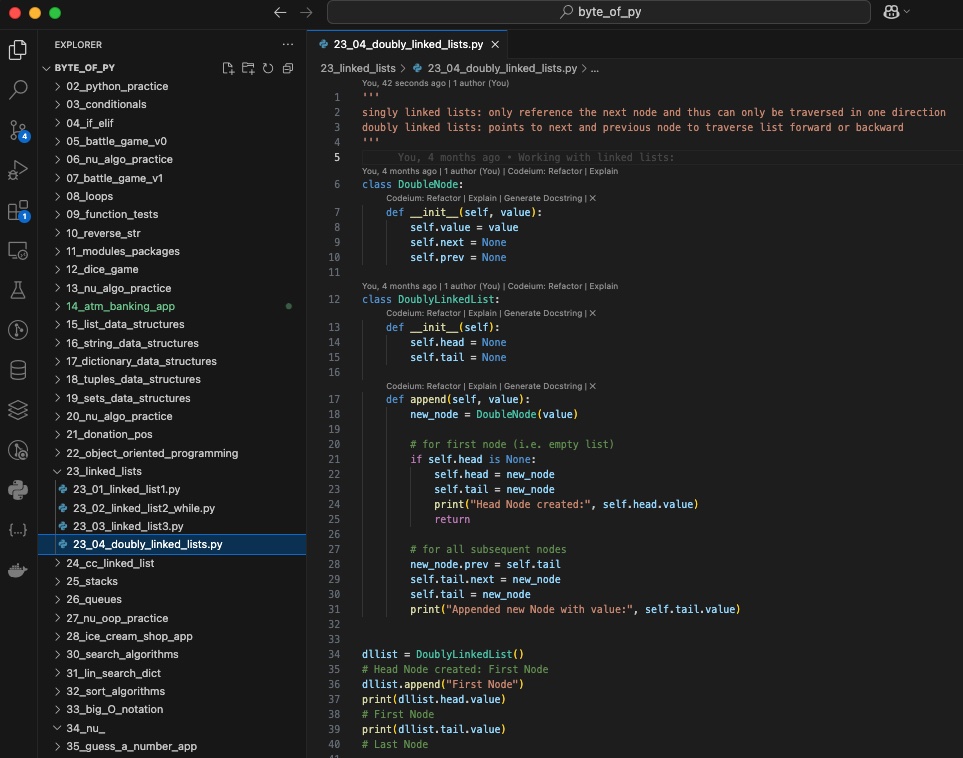 byte_of_py
EXPLORER
BYTE_OF_PY
02_python_practice
03_conditionals
04_if_elif
05_battle_game_v0
06_nu_algo_practice
07_battle_game_v1
08_loops
09_function_tests
10_reverse_str
11_modules_packages
12_dice_game
13_nu_algo_practice
14_atm_banking_app
15_list_data_structures
16_string_data_structures
17_dictionary_data_structures
18_tuples_data_structures
19_sets_data_structures
20_nu_algo_practice
21_donation_pos
22_object_oriented_programming
23_linked_lists
23_01_linked_list1.py
23_02_linked_list2_while.py
23_03_linked_list3.py
23_04_doubly_linked_lists.py
24_cc_linked_list
25_stacks
26_queues
27_nu_oop_practice
28_ice_cream_shop_app
30_search_algorithms
31_lin_search_dict
32_sort_algorithms
33_big_O_notation
34_nu_
35_guess_a_number_app
4
1
23_04_doubly_linked_lists.py
23_linked_lists > 23_04_doubly_linked_lists.py > ...
You, 42 seconds ago | 1 author (You)
1 '''
2 singly linked lists: only reference the next node and thus can only be traversed in one direction
3 doubly linked lists: points to next and previous node to traverse list forward or backward
4 '''
5 You, 4 months ago • Working with linked lists:
You, 4 months ago | 1 author (You) | Codeium: Refactor | Explain
6 class DoubleNode:
Codeium: Refactor | Explain | Generate Docstring | X
7 def __init__(self, value):
8 self.value = value
9 self.next = None
10 self.prev = None
11
You, 4 months ago | 1 author (You) | Codeium: Refactor | Explain
12 class DoublyLinkedList:
Codeium: Refactor | Explain | Generate Docstring | X
13 def __init__(self):
14 self.head = None
15 self.tail = None
16
Codeium: Refactor | Explain | Generate Docstring | X
17 def append(self, value):
18 new_node = DoubleNode(value)
19
20 # for first node (i.e. empty list)
21 if self.head is None:
22 self.head = new_node
23 self.tail = new_node
24 print("Head Node created:", self.head.value)
25 return
26
27 # for all subsequent nodes
28 new_node.prev = self.tail
29 self.tail.next = new_node
30 self.tail = new_node
31 print("Appended new Node with value:", self.tail.value)
32
33
34 dllist = DoublyLinkedList()
35 # Head Node created: First Node
36 dllist.append("First Node")
37 print(dllist.head.value)
38 # First Node
39 print(dllist.tail.value)
40 # Last Node